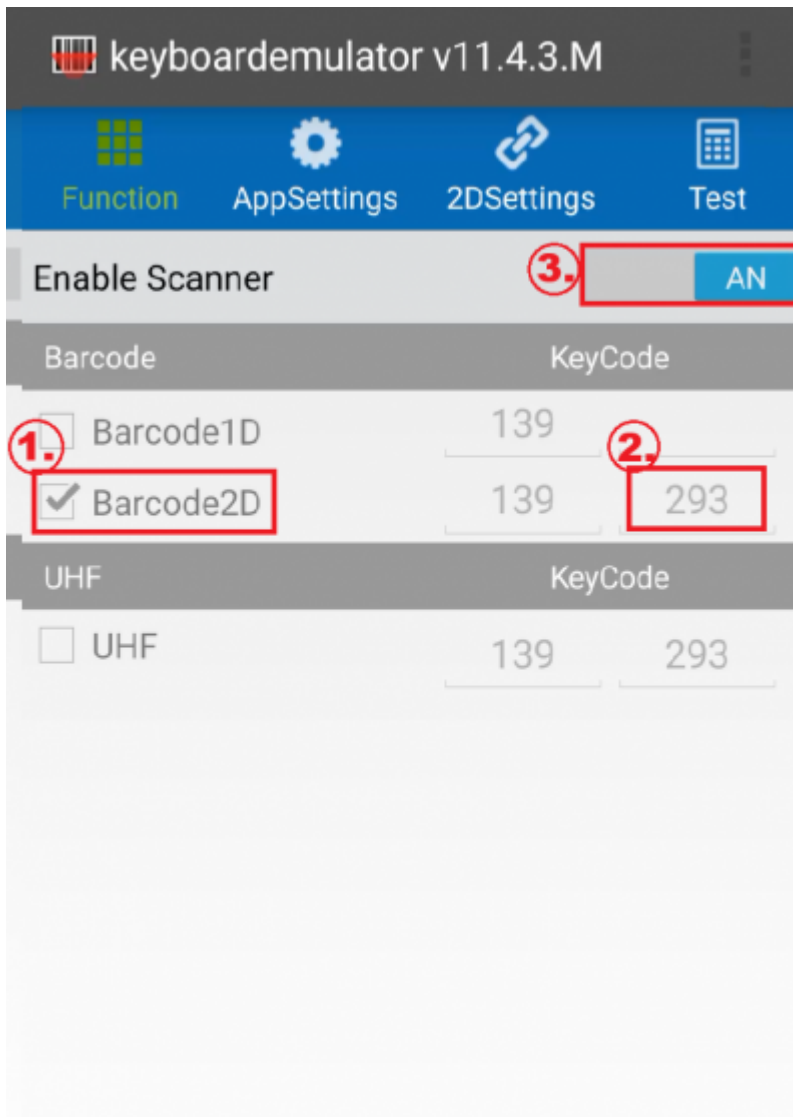 keyboardemulator v11.4.3.M
Function AppSettings 2DSettings Test
Enable Scanner 3. AN
Barcode KeyCode
Barcode1D 139
1. 2.
Barcode2D 139 293
UHF KeyCode
UHF 139 293